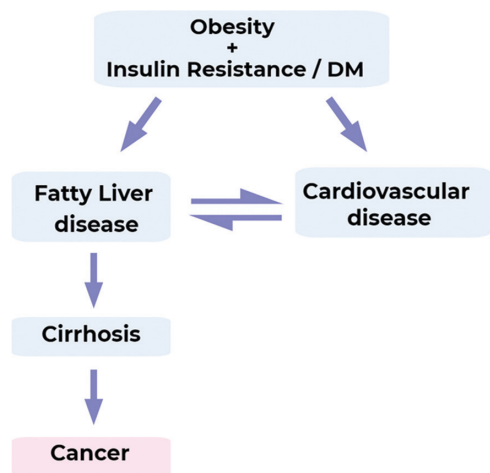 Obesity
+
Insulin Resistance / DM
Fatty Liver
disease
Cardiovascular
disease
Cirrhosis
Cancer